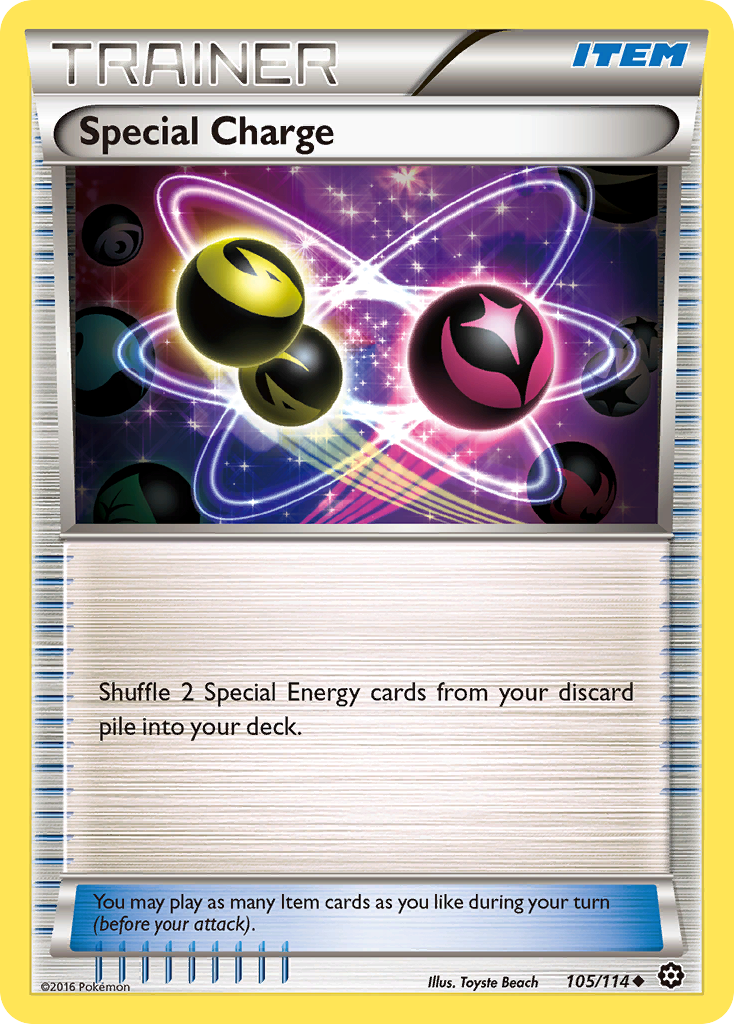 TRAINER
ITEM
Special Charge
Shuffle 2 Special Energy cards from your discard
pile into your deck.
You may play as many Item cards as you like during your turn
(before your attack).
©2016 Pokémon
Illus. Toyste Beach
105/114